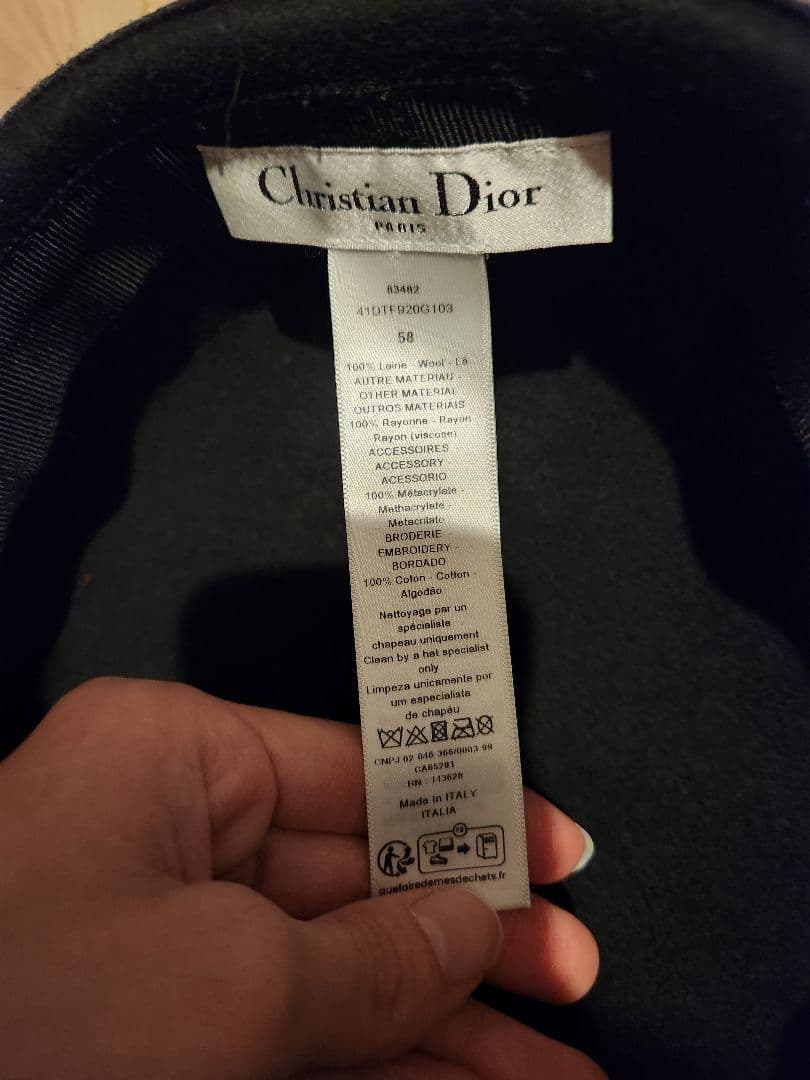 Christian Dior
PARIS
83482
41DTF920G103
58
100% Laine - Wool - Lã
AUTRE MATERIAU -
OTHER MATERIAL
OUTROS MATERIAIS
100% Rayonne - Rayon
Rayon (viscose)
ACCESSOIRES
ACCESSORY -
ACESSORIO
100% Métacrylate -
Methacrylate -
Metacrilato
BRODERIE -
EMBROIDERY -
BORDADO
100% Coton - Cotton -
Algodão
Nettoyage par un
spécialiste
chapeau uniquement
Clean by a hat specialist
only
Limpeza unicamente por
um especialista
de chapéu
CNPJ 02 046 366/0003 99
CA65281
RN : 143628
Made in ITALY
ITALIA
FR
quefairedemesdechets.fr